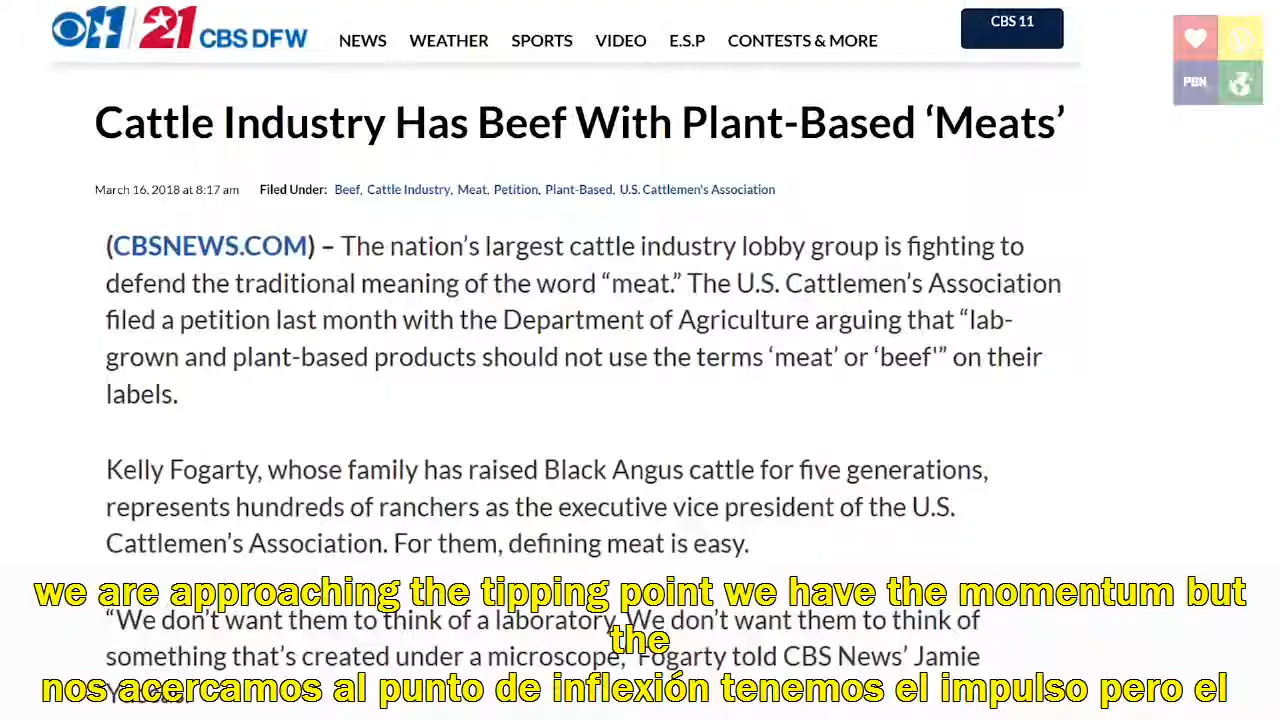 11 21 CBS DFW NEWS WEATHER SPORTS VIDEO E.S.P CONTESTS & MORE CBS 11
PBN
Cattle Industry Has Beef With Plant-Based ‘Meats’
March 16, 2018 at 8:17 am Filed Under: Beef, Cattle Industry, Meat, Petition, Plant-Based, U.S. Cattlemen's Association
(CBSNEWS.COM) – The nation’s largest cattle industry lobby group is fighting to
defend the traditional meaning of the word “meat.” The U.S. Cattlemen’s Association
filed a petition last month with the Department of Agriculture arguing that “lab-
grown and plant-based products should not use the terms ‘meat’ or ‘beef'” on their
labels.
Kelly Fogarty, whose family has raised Black Angus cattle for five generations,
represents hundreds of ranchers as the executive vice president of the U.S.
Cattlemen’s Association. For them, defining meat is easy.
we are approaching the tipping point we have the momentum but
the
“We don’t want them to think of a laboratory. We don’t want them to think of
something that’s created under a microscope,” Fogarty told CBS News’ Jamie
nos acercamos al punto de inflexión tenemos el impulso pero el